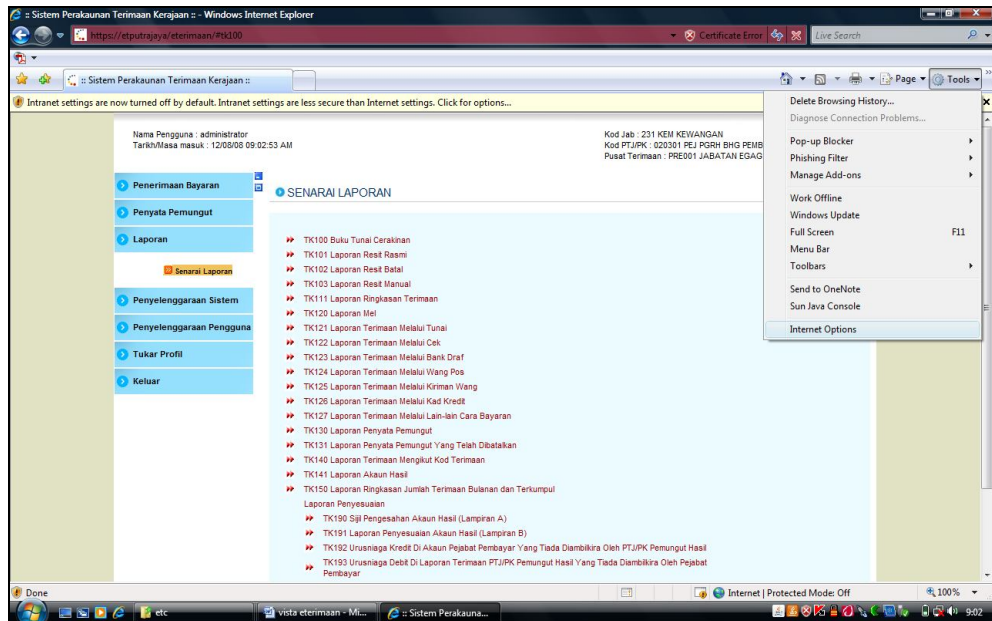 :: Sistem Perakaunan Terimaan Kerajaan :: - Windows Internet Explorer
https://etputrajaya/eterimaan/#tk100
Certificate Error
Live Search
:: Sistem Perakaunan Terimaan Kerajaan ::
Page
Tools
Intranet settings are now turned off by default. Intranet settings are less secure than Internet settings. Click for options...
Delete Browsing History...
Diagnose Connection Problems...
Pop-up Blocker
Phishing Filter
Manage Add-ons
Work Offline
Windows Update
Full Screen F11
Menu Bar
Toolbars
Send to OneNote
Sun Java Console
Internet Options
Nama Pengguna : administrator
Tarikh/Masa masuk : 12/08/08 09:02:53 AM
Kod Jab : 231 KEM KEWANGAN
Kod PTJ/PK : 020301 PEJ PGRH BHG PEMB
Pusat Terimaan : PRE001 JABATAN EGAG
Penerimaan Bayaran
Penyata Pemungut
Laporan
Senarai Laporan
Penyelenggaraan Sistem
Penyelenggaraan Pengguna
Tukar Profil
Keluar
SENARAI LAPORAN
TK100 Buku Tunai Cerakinan
TK101 Laporan Resit Rasmi
TK102 Laporan Resit Batal
TK103 Laporan Resit Manual
TK111 Laporan Ringkasan Terimaan
TK120 Laporan Mel
TK121 Laporan Terimaan Melalui Tunai
TK122 Laporan Terimaan Melalui Cek
TK123 Laporan Terimaan Melalui Bank Draf
TK124 Laporan Terimaan Melalui Wang Pos
TK125 Laporan Terimaan Melalui Kiriman Wang
TK126 Laporan Terimaan Melalui Kad Kredit
TK127 Laporan Terimaan Melalui Lain-lain Cara Bayaran
TK130 Laporan Penyata Pemungut
TK131 Laporan Penyata Pemungut Yang Telah Dibatalkan
TK140 Laporan Terimaan Mengikut Kod Terimaan
TK141 Laporan Akaun Hasil
TK150 Laporan Ringkasan Jumlah Terimaan Bulanan dan Terkumpul
Laporan Penyesuaian
TK190 Sijil Pengesahan Akaun Hasil (Lampiran A)
TK191 Laporan Penyesuaian Akaun Hasil (Lampiran B)
TK192 Urusniaga Kredit Di Akaun Pejabat Pembayar Yang Tiada Diambilkira Oleh PTJ/PK Pemungut Hasil
TK193 Urusniaga Debit Di Laporan Terimaan PTJ/PK Pemungut Hasil Yang Tiada Diambilkira Oleh Pejabat
Pembayar
Done
Internet | Protected Mode: Off
100%
etc
vista eterimaan - Mi...
:: Sistem Perakauna...
9:02